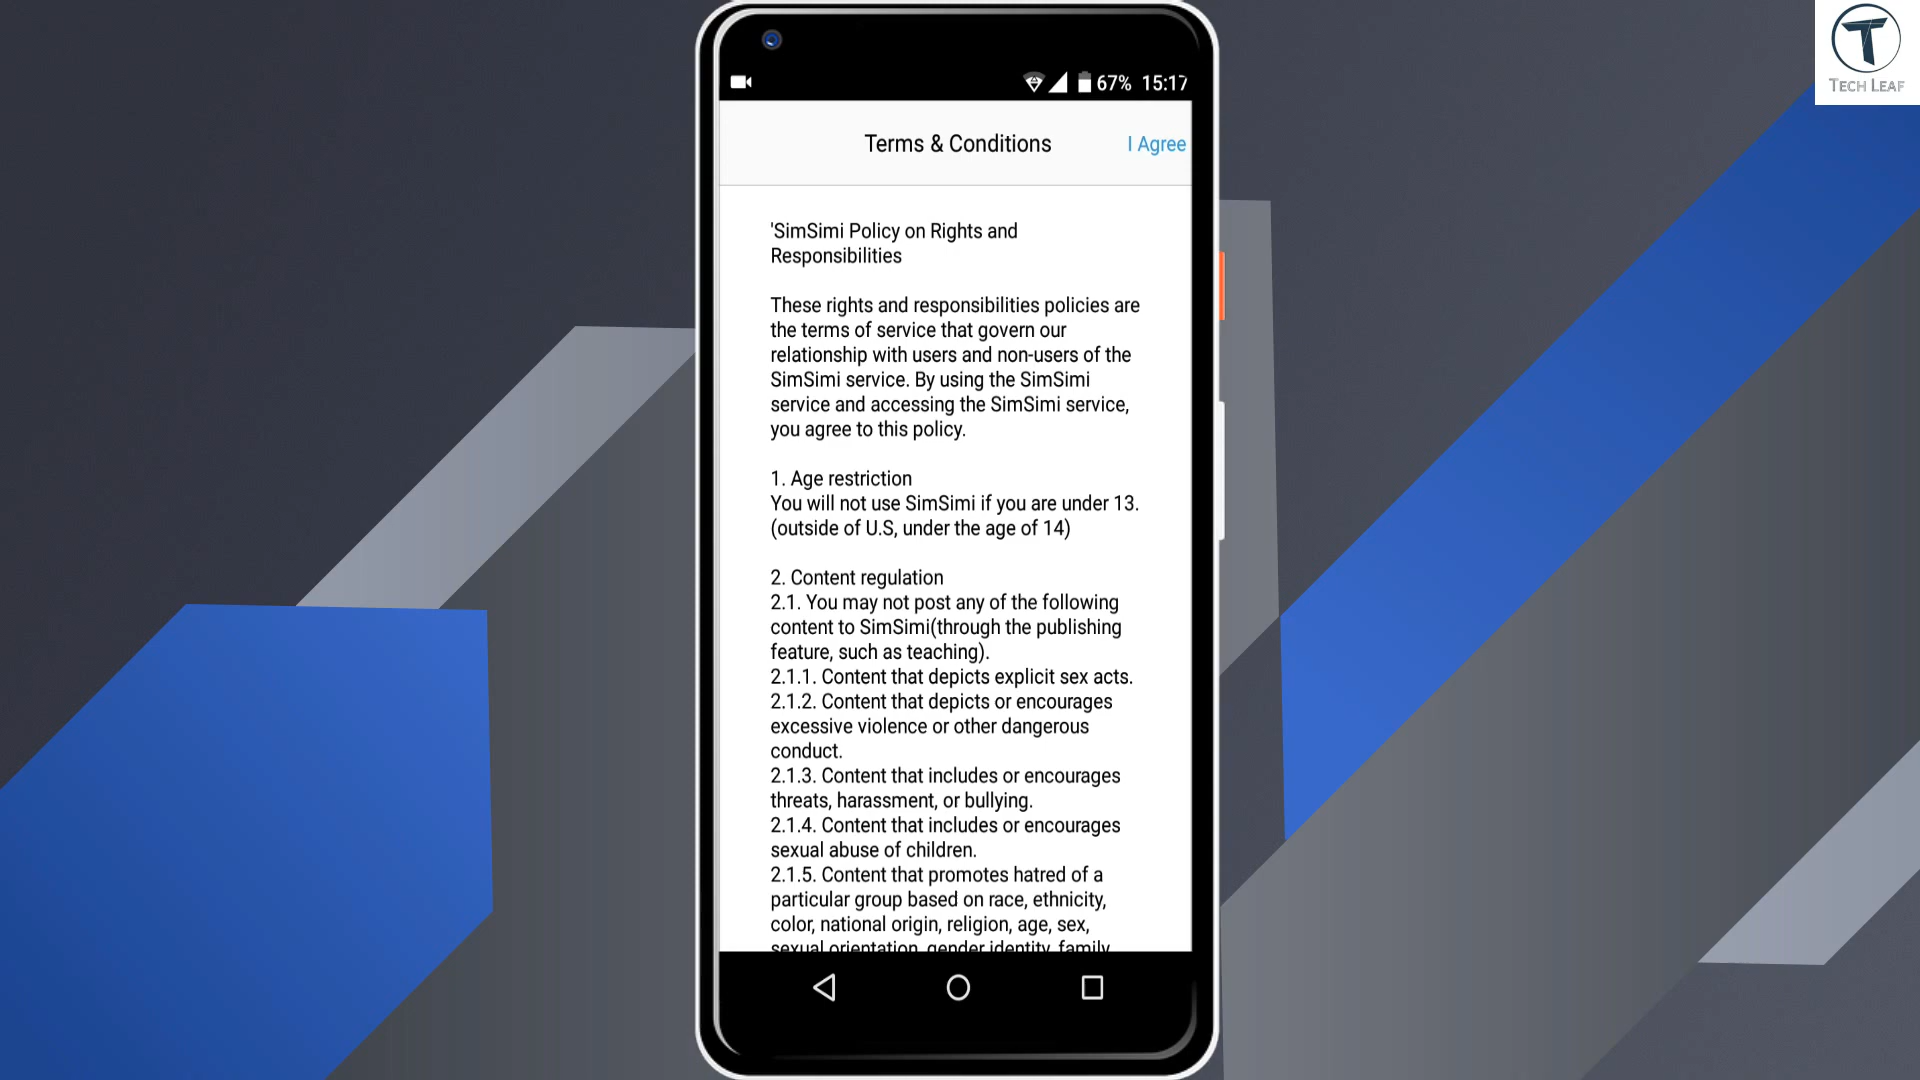 TECH LEAF
67% 15:17
Terms & Conditions
I Agree
'SimSimi Policy on Rights and
Responsibilities
These rights and responsibilities policies are
the terms of service that govern our
relationship with users and non-users of the
SimSimi service. By using the SimSimi
service and accessing the SimSimi service,
you agree to this policy.
1. Age restriction
You will not use SimSimi if you are under 13.
(outside of U.S, under the age of 14)
2. Content regulation
2.1. You may not post any of the following
content to SimSimi(through the publishing
feature, such as teaching).
2.1.1. Content that depicts explicit sex acts.
2.1.2. Content that depicts or encourages
excessive violence or other dangerous
conduct.
2.1.3. Content that includes or encourages
threats, harassment, or bullying.
2.1.4. Content that includes or encourages
sexual abuse of children.
2.1.5. Content that promotes hatred of a
particular group based on race, ethnicity,
color, national origin, religion, age, sex,
sexual orientation, gender identity, family